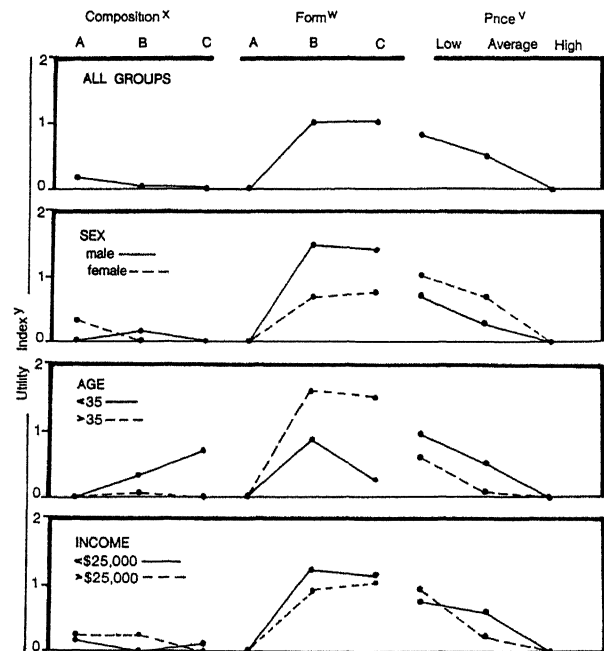 Composition x Form w Price v
A B C A B C Low Average High
ALL GROUPS
2
1
0
SEX
male
female
2
1
0
AGE
<35
>35
2
1
0
INCOME
<$25,000
>$25,000
2
1
0
Utility Index y